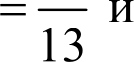 = —/13 и